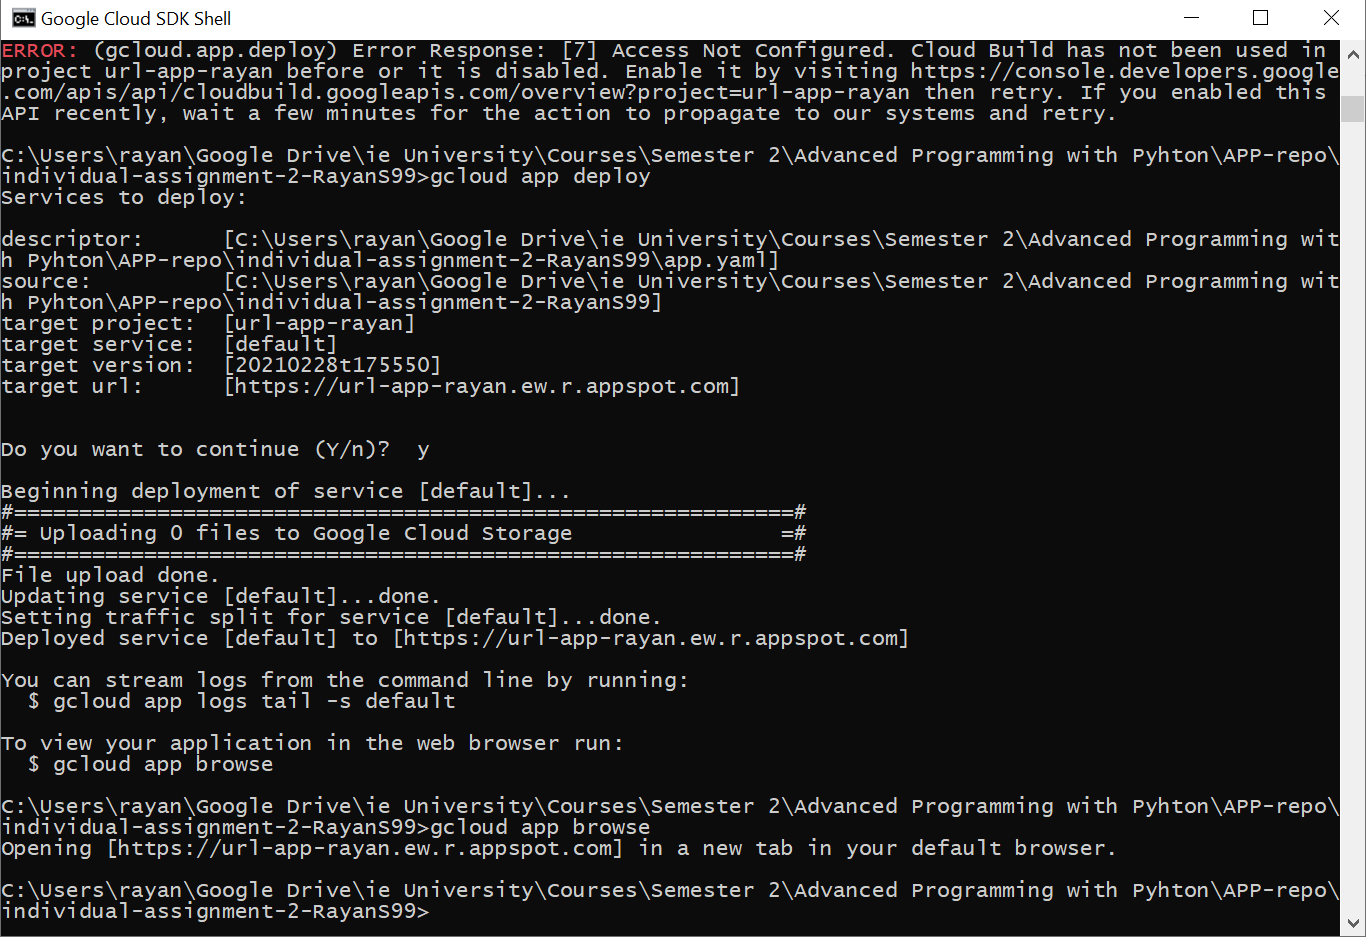 Google Cloud SDK Shell
ERROR: (gcloud.app.deploy) Error Response: [7] Access Not Configured. Cloud Build has not been used in
project url-app-rayan before or it is disabled. Enable it by visiting https://console.developers.google
.com/apis/api/cloudbuild.googleapis.com/overview?project=url-app-rayan then retry. If you enabled this
API recently, wait a few minutes for the action to propagate to our systems and retry.
C:\Users\rayan\Google Drive\ie University\Courses\Semester 2\Advanced Programming with Pyhton\APP-repo\
individual-assignment-2-RayanS99>gcloud app deploy
Services to deploy:
descriptor:      [C:\Users\rayan\Google Drive\ie University\Courses\Semester 2\Advanced Programming wit
h Pyhton\APP-repo\individual-assignment-2-RayanS99\app.yaml]
source:          [C:\Users\rayan\Google Drive\ie University\Courses\Semester 2\Advanced Programming wit
h Pyhton\APP-repo\individual-assignment-2-RayanS99]
target project:  [url-app-rayan]
target service:  [default]
target version:  [20210228t175550]
target url:      [https://url-app-rayan.ew.r.appspot.com]
Do you want to continue (Y/n)?  y
Beginning deployment of service [default]...
#============================================================#
#= Uploading 0 files to Google Cloud Storage                =#
#============================================================#
File upload done.
Updating service [default]...done.
Setting traffic split for service [default]...done.
Deployed service [default] to [https://url-app-rayan.ew.r.appspot.com]
You can stream logs from the command line by running:
  $ gcloud app logs tail -s default
To view your application in the web browser run:
  $ gcloud app browse
C:\Users\rayan\Google Drive\ie University\Courses\Semester 2\Advanced Programming with Pyhton\APP-repo\
individual-assignment-2-RayanS99>gcloud app browse
Opening [https://url-app-rayan.ew.r.appspot.com] in a new tab in your default browser.
C:\Users\rayan\Google Drive\ie University\Courses\Semester 2\Advanced Programming with Pyhton\APP-repo\
individual-assignment-2-RayanS99>